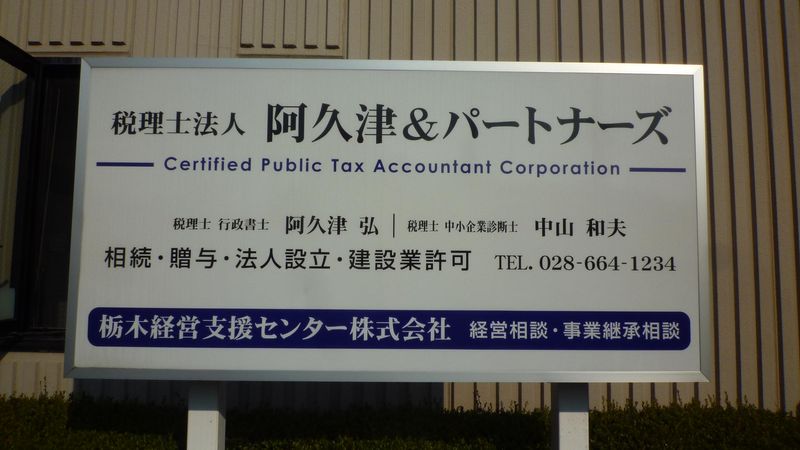 税理士法人 阿久津&パートナーズ
Certified Public Tax Accountant Corporation
税理士 行政書士 阿久津 弘 | 税理士 中小企業診断士 中山 和夫
相続・贈与・法人設立・建設業許可 TEL. 028-664-1234
栃木経営支援センター株式会社 経営相談・事業継承相談